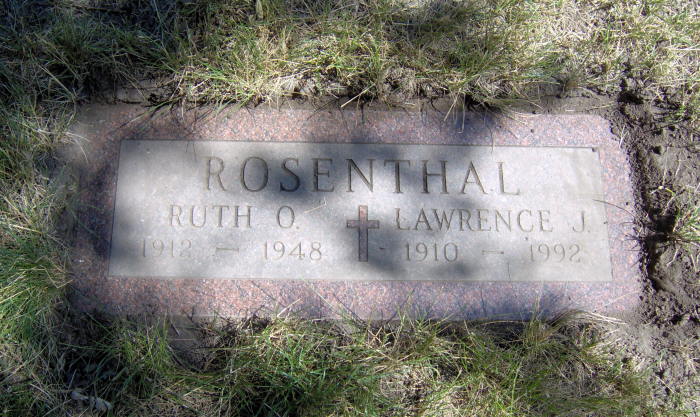 ROSENTHAL
RUTH O. LAWRENCE J.
1912 – 1948 1910 – 1992